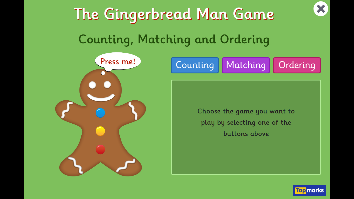 The Gingerbread Man Game
Counting, Matching and Ordering
Press me!
Counting Matching Ordering
Choose the game you want to
play by selecting one of the
buttons above
Topmarks